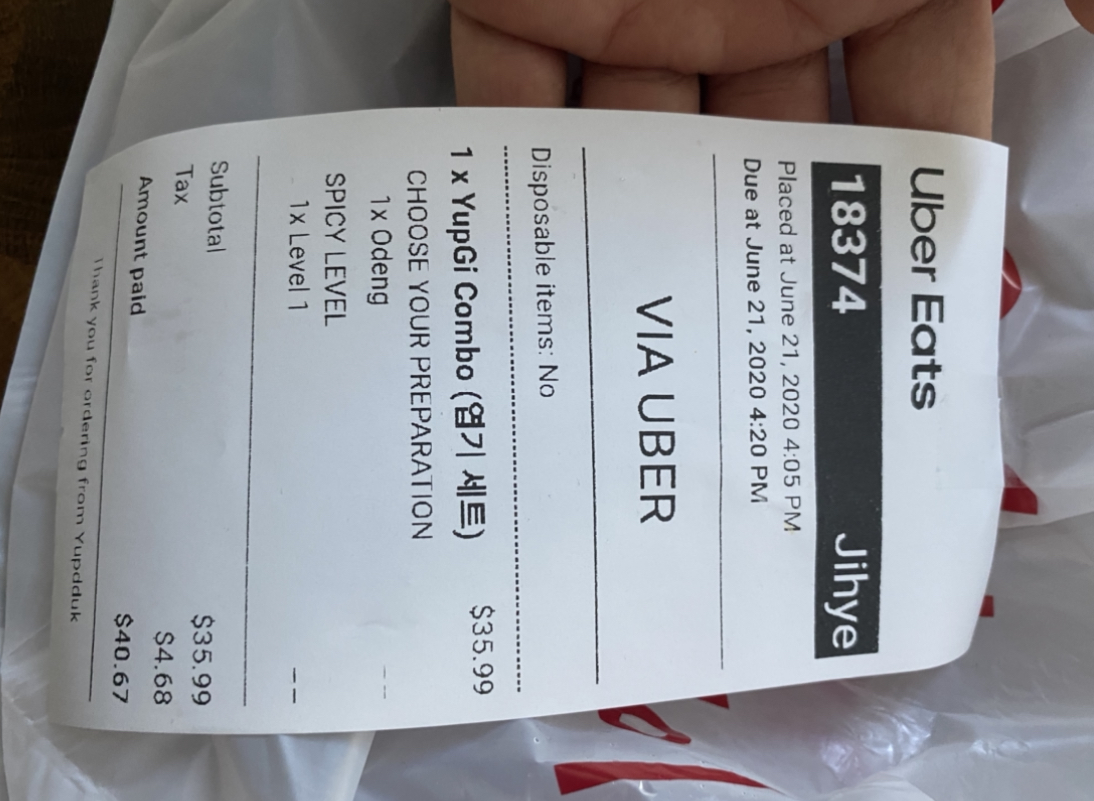 Uber Eats
18374 Jihye
Placed at June 21, 2020 4:05 PM
Due at June 21, 2020 4:20 PM
VIA UBER
Disposable items: No
1 x YupGi Combo (엽기 세트) $35.99
CHOOSE YOUR PREPARATION
1x Odeng --
SPICY LEVEL
1x Level 1 --
Subtotal $35.99
Tax $4.68
Amount paid $40.67
Thank you for ordering from Yupdduk